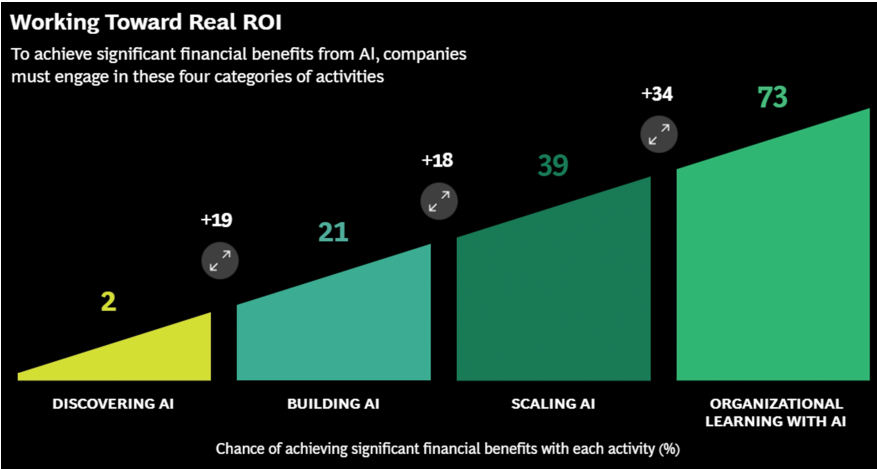 Working Toward Real ROI
To achieve significant financial benefits from AI, companies
must engage in these four categories of activities
+34
73
+18
39
+19
21
2
DISCOVERING AI
BUILDING AI
SCALING AI
ORGANIZATIONAL
LEARNING WITH AI
Chance of achieving significant financial benefits with each activity (%)